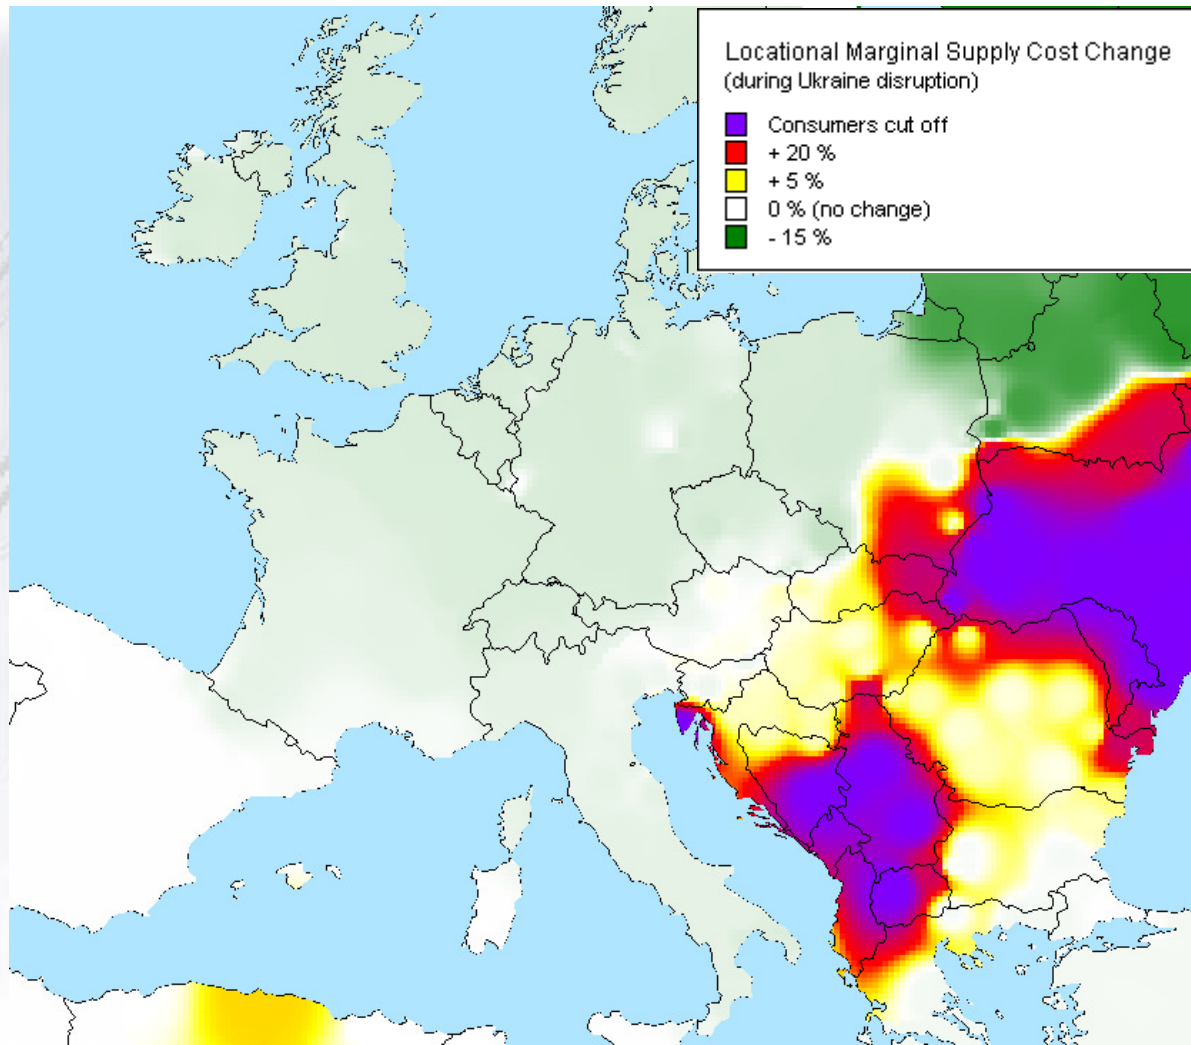 Locational Marginal Supply Cost Change
(during Ukraine disruption)
Consumers cut off
+ 20 %
+ 5 %
0 % (no change)
- 15 %